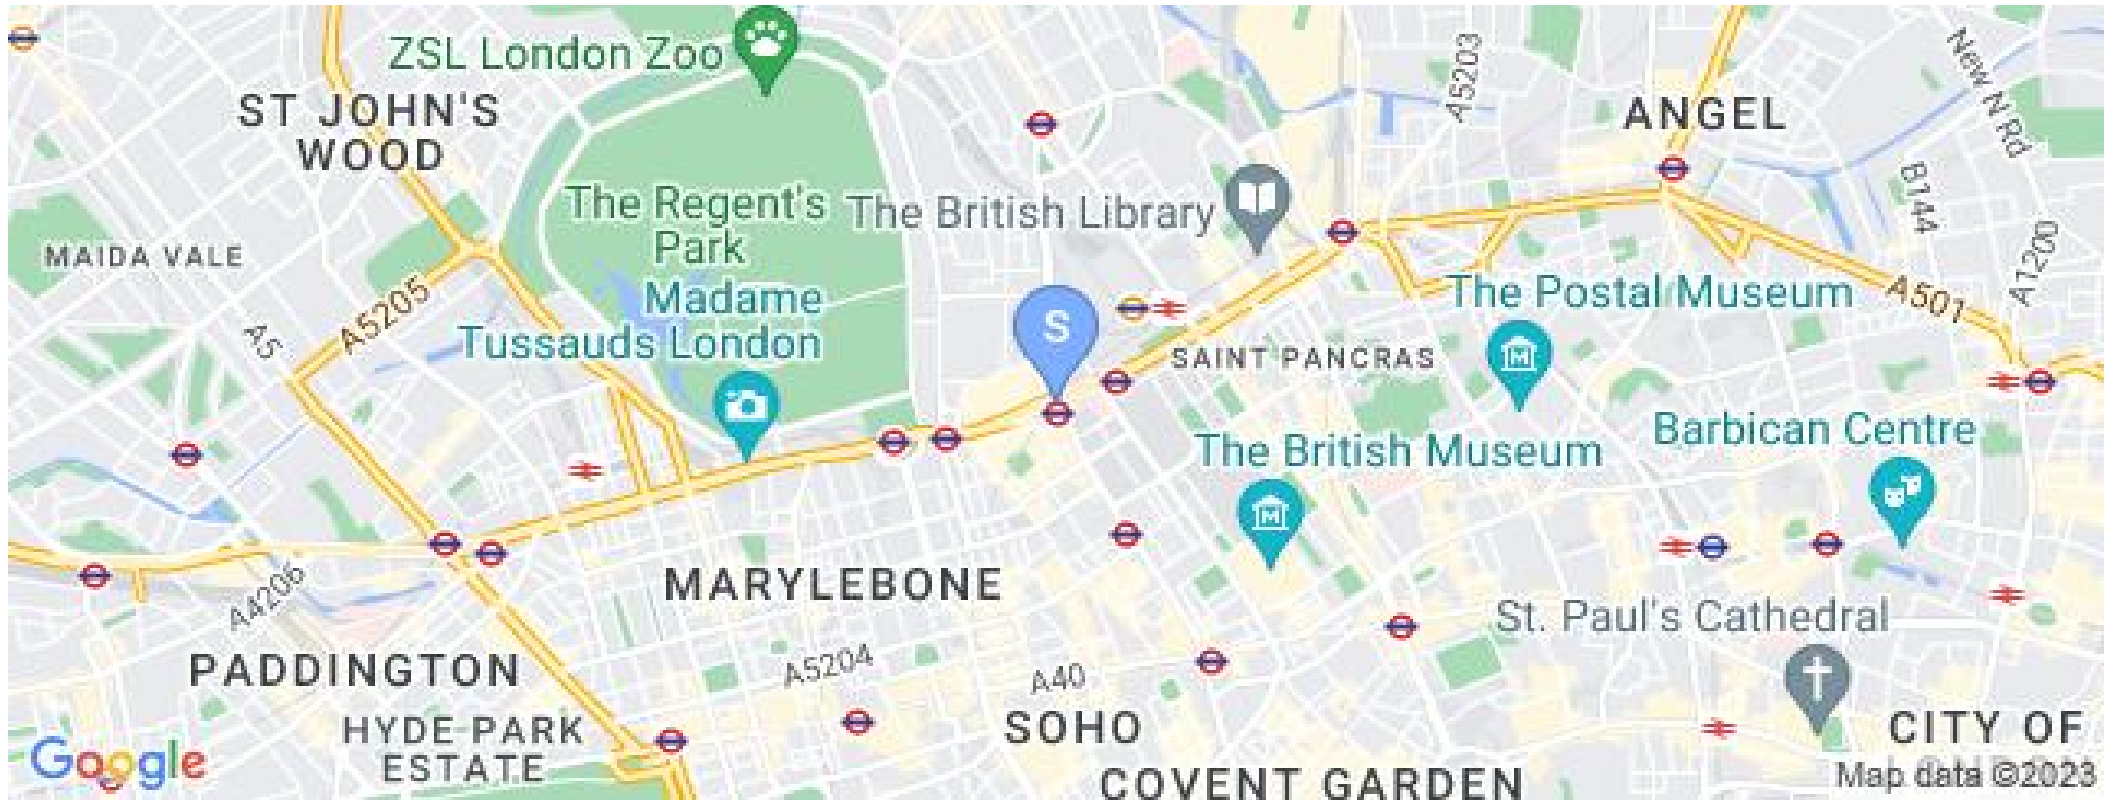 ZSL London Zoo
ST JOHN'S
WOOD
A5203
New N Rd
ANGEL
The Regent's
Park
The British Library
B144
MAIDA VALE
A5205
A5
Madame
Tussauds London
S
The Postal Museum
A501
A1200
SAINT PANCRAS
The British Museum
Barbican Centre
MARYLEBONE
A4206
St. Paul's Cathedral
PADDINGTON
A5204
A40
HYDE PARK
ESTATE
SOHO
CITY OF
COVENT GARDEN
Google
Map data ©2023